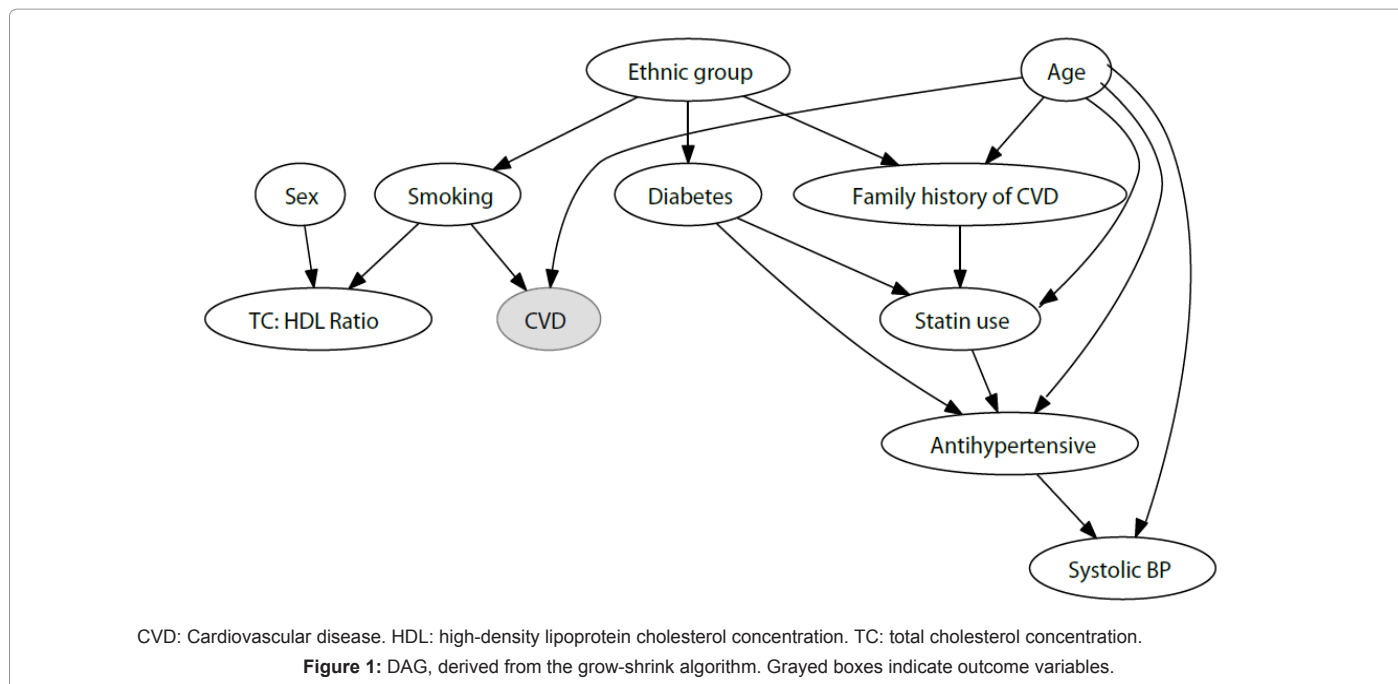 Ethnic group
Age
Sex
Smoking
Diabetes
Family history of CVD
TC: HDL Ratio
CVD
Statin use
Antihypertensive
Systolic BP
CVD: Cardiovascular disease. HDL: high-density lipoprotein cholesterol concentration. TC: total cholesterol concentration.
Figure 1: DAG, derived from the grow-shrink algorithm. Grayed boxes indicate outcome variables.